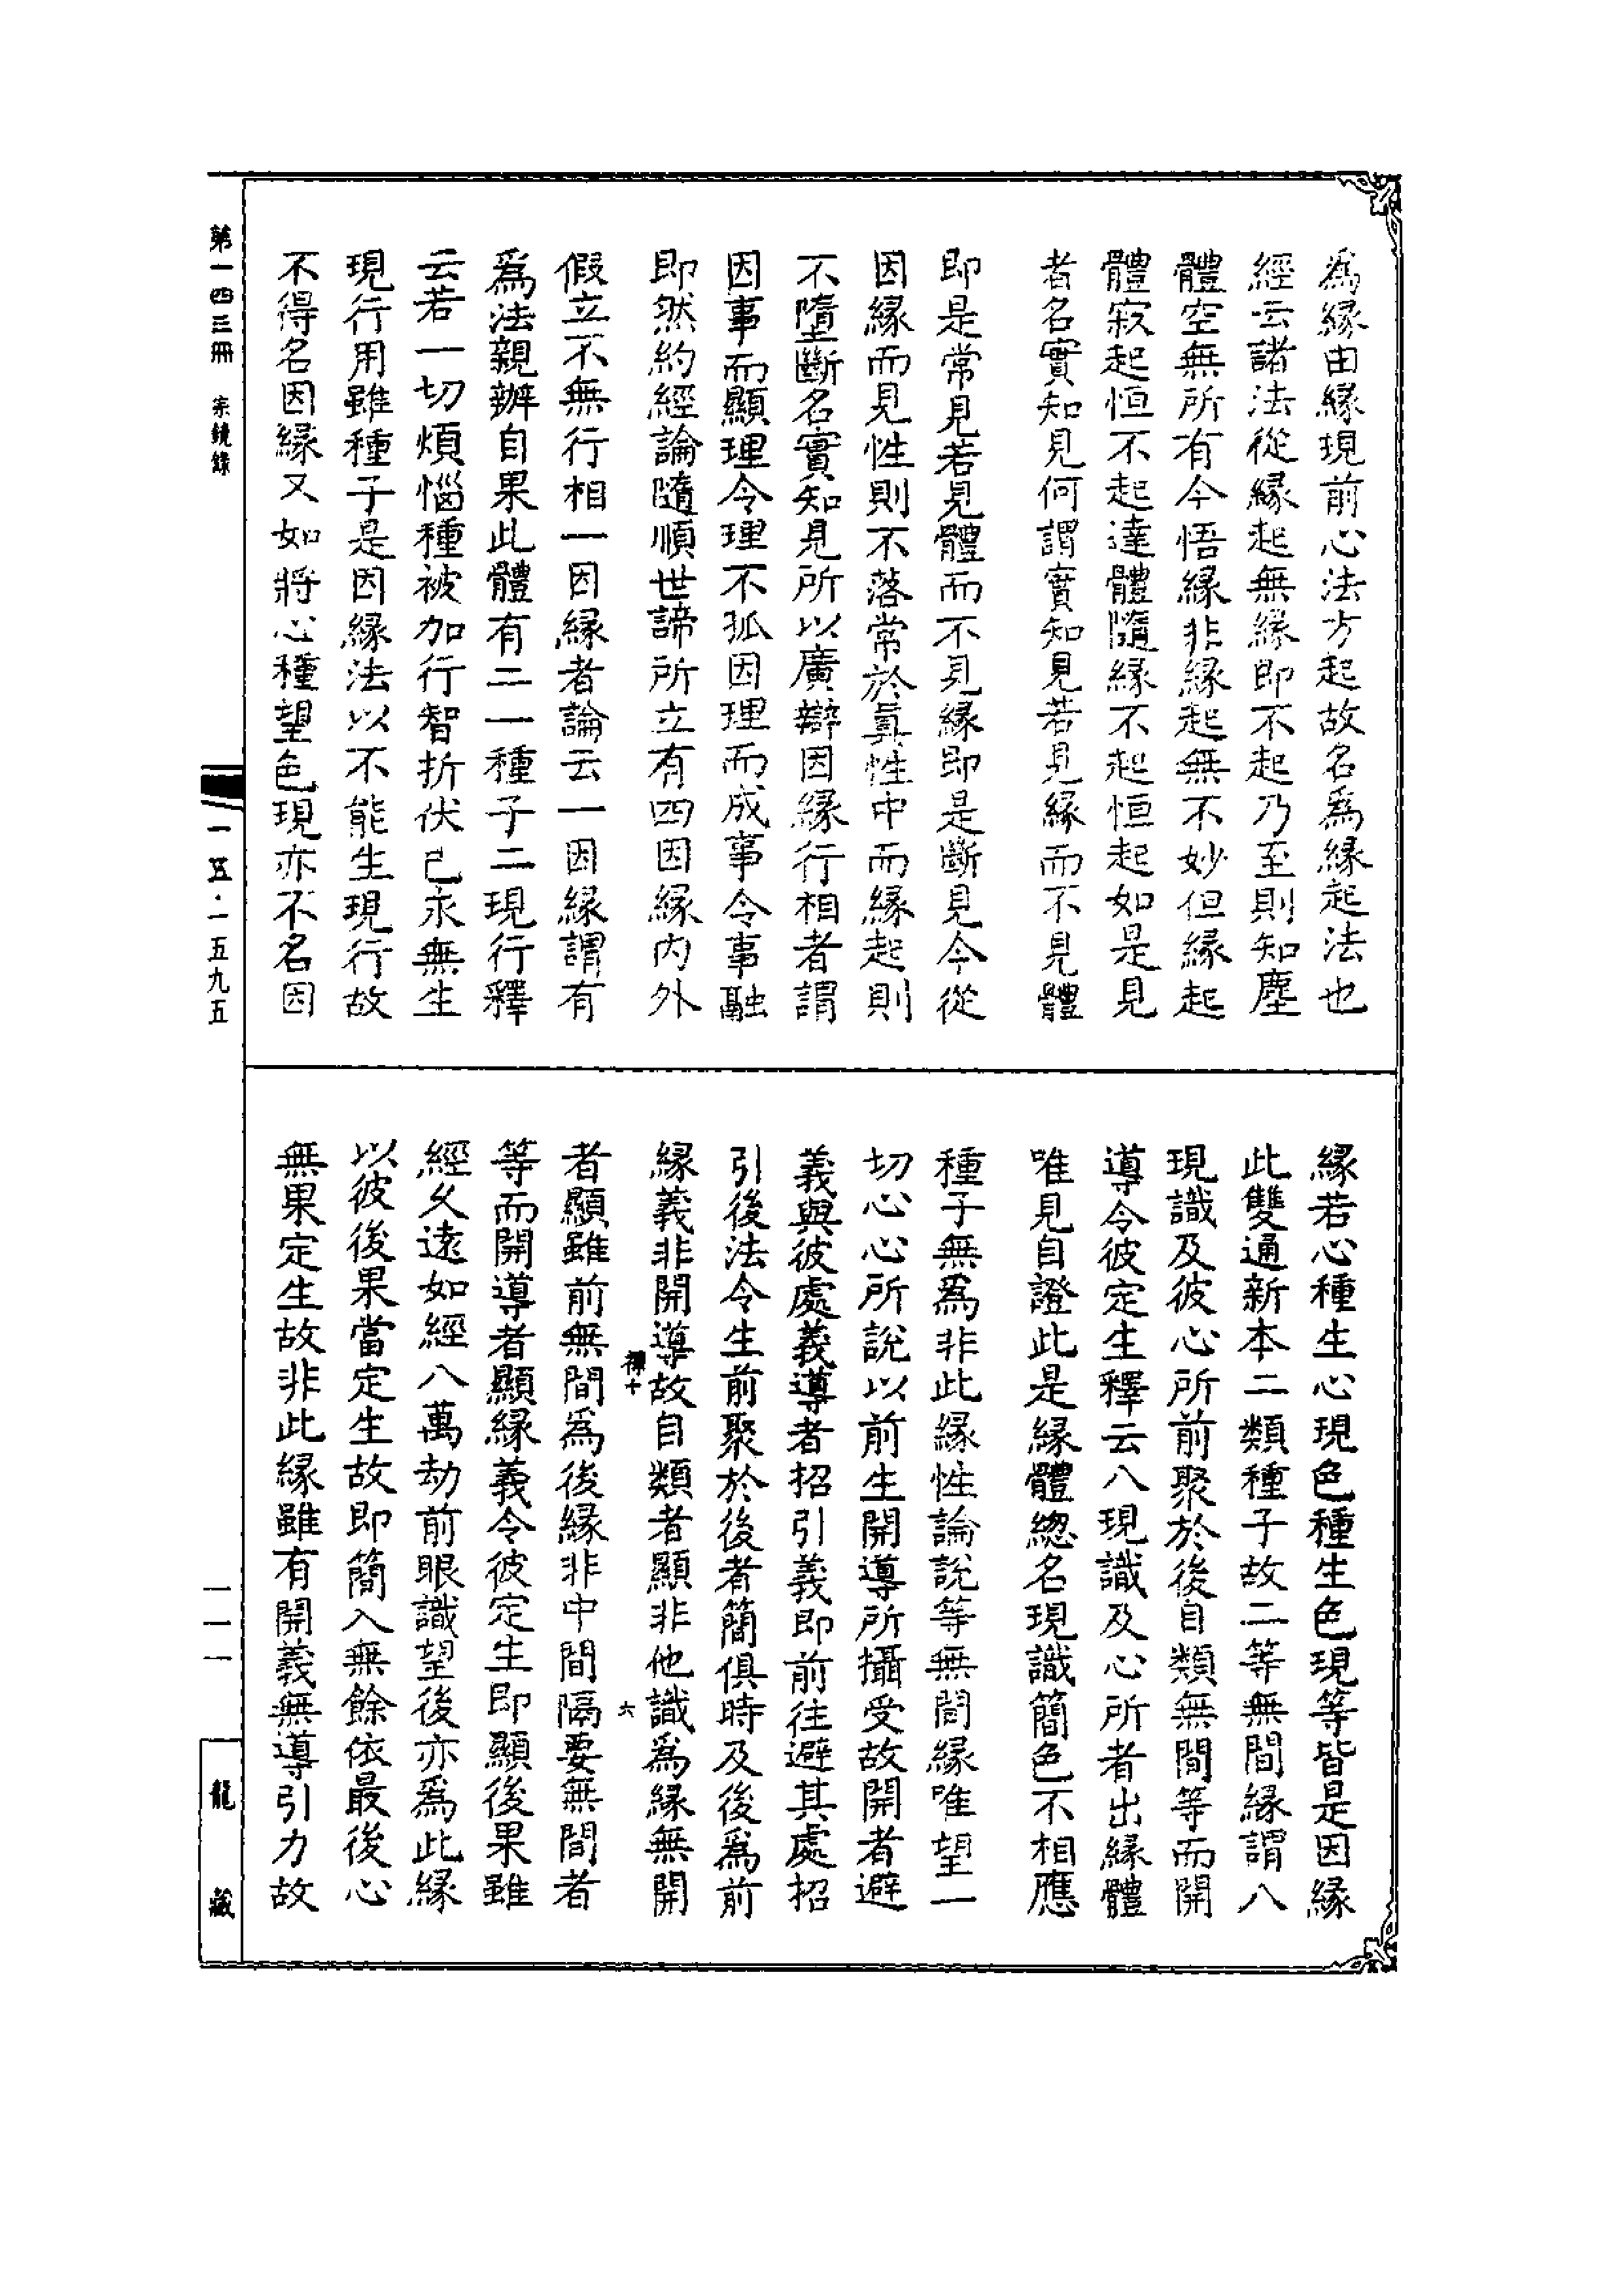 為緣由緣現前心法方起故名為緣起法也
經云諸法從緣起無緣即不起乃至則知塵
體空無所有今悟緣非緣起無不妙但緣起
體寂起恒不起達體隨緣不起恒起如是見
者名實知見何謂實知見若見緣而不見體
即是常見若見體而不見緣即是斷見今從
因緣而見性則不落常於真性中而緣起則
不墮斷名實知見所以廣辯因緣行相者謂
因事而顯理令理不孤因理而成事令事融
即然約經論隨順世諦所立有四因緣內外
假立不無行相一因緣者論云一因緣謂有
爲法親辦自果此體有二一種子二現行釋
云若一切煩惱種被加行智折伏已永無生
現行用雖種子是因緣法以不能生現行故
不得名因緣又如將心種望色現亦不名因
緣若心種生心現色種生色現等皆是因緣
此雙通新本二類種子故二等無間緣謂八
現識及彼心所前聚於後自類無間等而開
導令彼定生釋云八現識及心所者出緣體
唯見自證此是緣體緫名現識簡色不相應
種子無爲非此緣性論說等無間緣唯望一
切心心所說以前生開導所攝受故開者避
義與彼處義導者招引義即前往避其處招
引後法令生前聚於後者簡俱時及後爲前
緣義非開導故自類者顯非他識爲緣無開
禪十 六
者顯雖前無間爲後緣非中間隔要無間者
等而開導者顯緣義令彼定生即顯後果雖
經久遠如經八萬劫前眼識望後亦爲此緣
以彼後果當定生故即簡入無餘依最後心
無果定生故非此緣雖有開義無導引力故
第一四三冊 宗鏡錄
一五·一五九五
一一一
龍藏